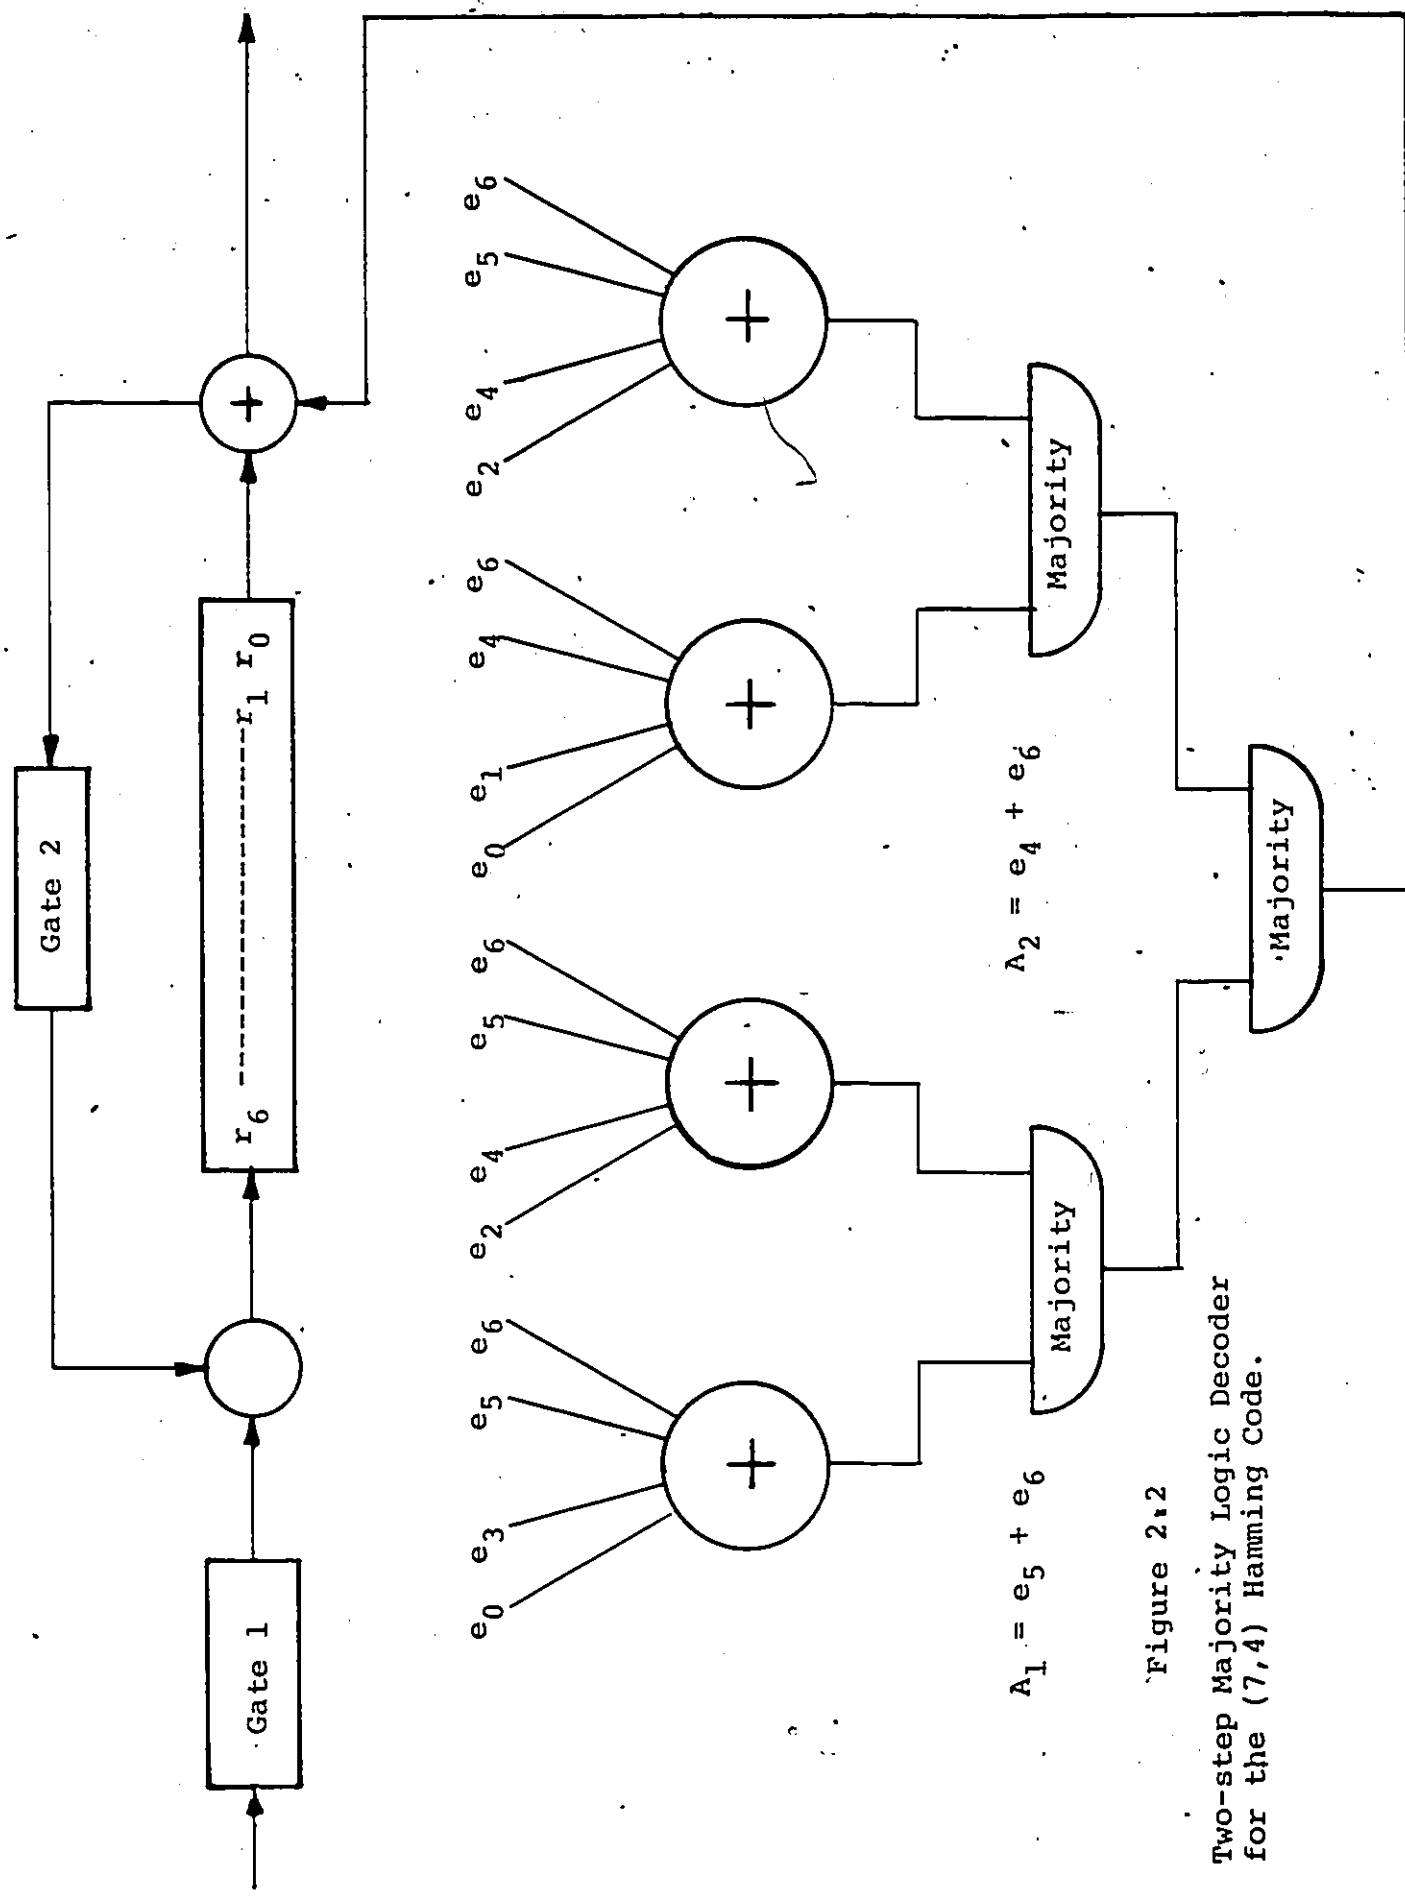 Gate 2
Gate 1
r6 -------------------r1 r0
+
e0 e3 e5 e6
e2 e4 e5 e6
e0 e1 e4 e6
e2 e4 e5 e6
+ + + +
A1 = e5 + e6
Majority
A2 = e4 + e6
Majority
Majority
Figure 2.2
Two-step Majority Logic Decoder
for the (7,4) Hamming Code.